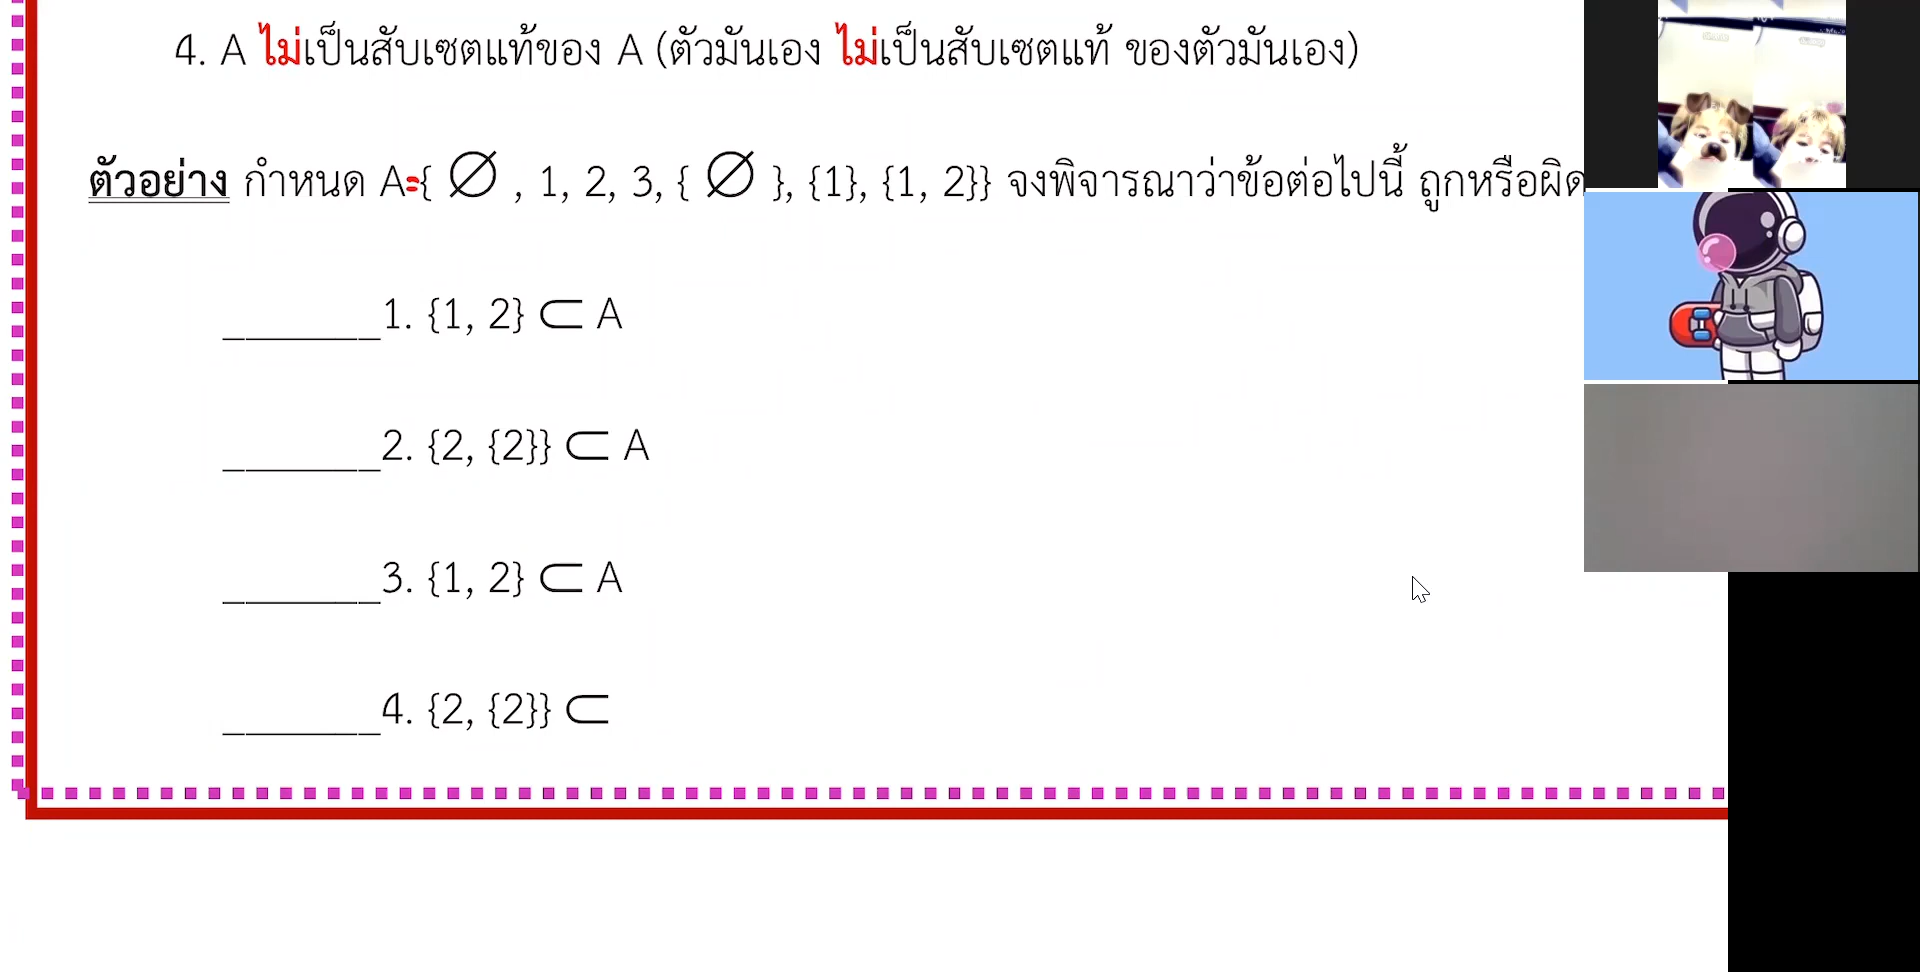 4. A ไม่เป็นสับเซตแท้ของ A (ตัวมันเอง ไม่เป็นสับเซตแท้ ของตัวมันเอง)
ตัวอย่าง กำหนด A={ ∅ , 1, 2, 3, { ∅ }, {1}, {1, 2}} จงพิจารณาว่าข้อต่อไปนี้ ถูกหรือผิด
_______1. {1, 2} ⊂ A
_______2. {2, {2}} ⊂ A
_______3. {1, 2} ⊂ A
_______4. {2, {2}} ⊂